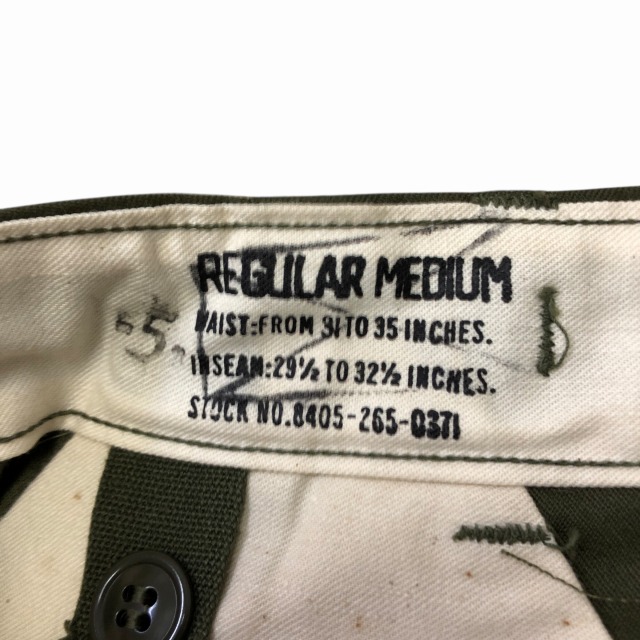 REGULAR MEDIUM
WAIST:FROM 31 TO 35 INCHES.
INSEAM:29½ TO 32½ INCHES.
STOCK NO.8405-265-0371